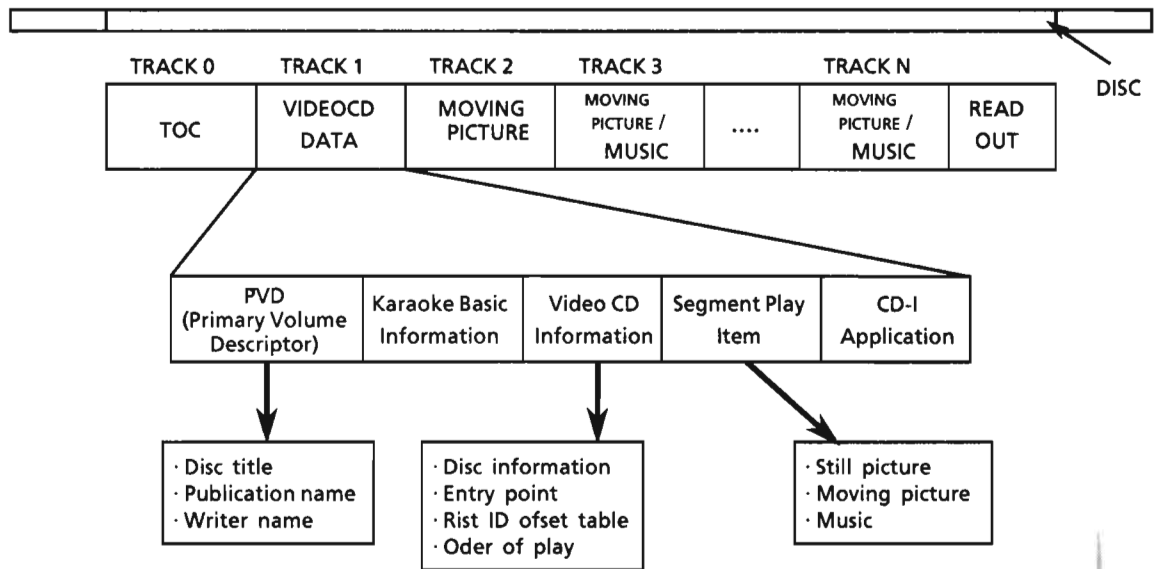 TRACK 0 TRACK 1 TRACK 2 TRACK 3 TRACK N
DISC
TOC
VIDEOCD
DATA
MOVING
PICTURE
MOVING
PICTURE /
MUSIC
....
MOVING
PICTURE /
MUSIC
READ
OUT
PVD
(Primary Volume
Descriptor)
Karaoke Basic
Information
Video CD
Information
Segment Play
Item
CD-I
Application
· Disc title
· Publication name
· Writer name
· Disc information
· Entry point
· Rist ID ofset table
· Oder of play
· Still picture
· Moving picture
· Music